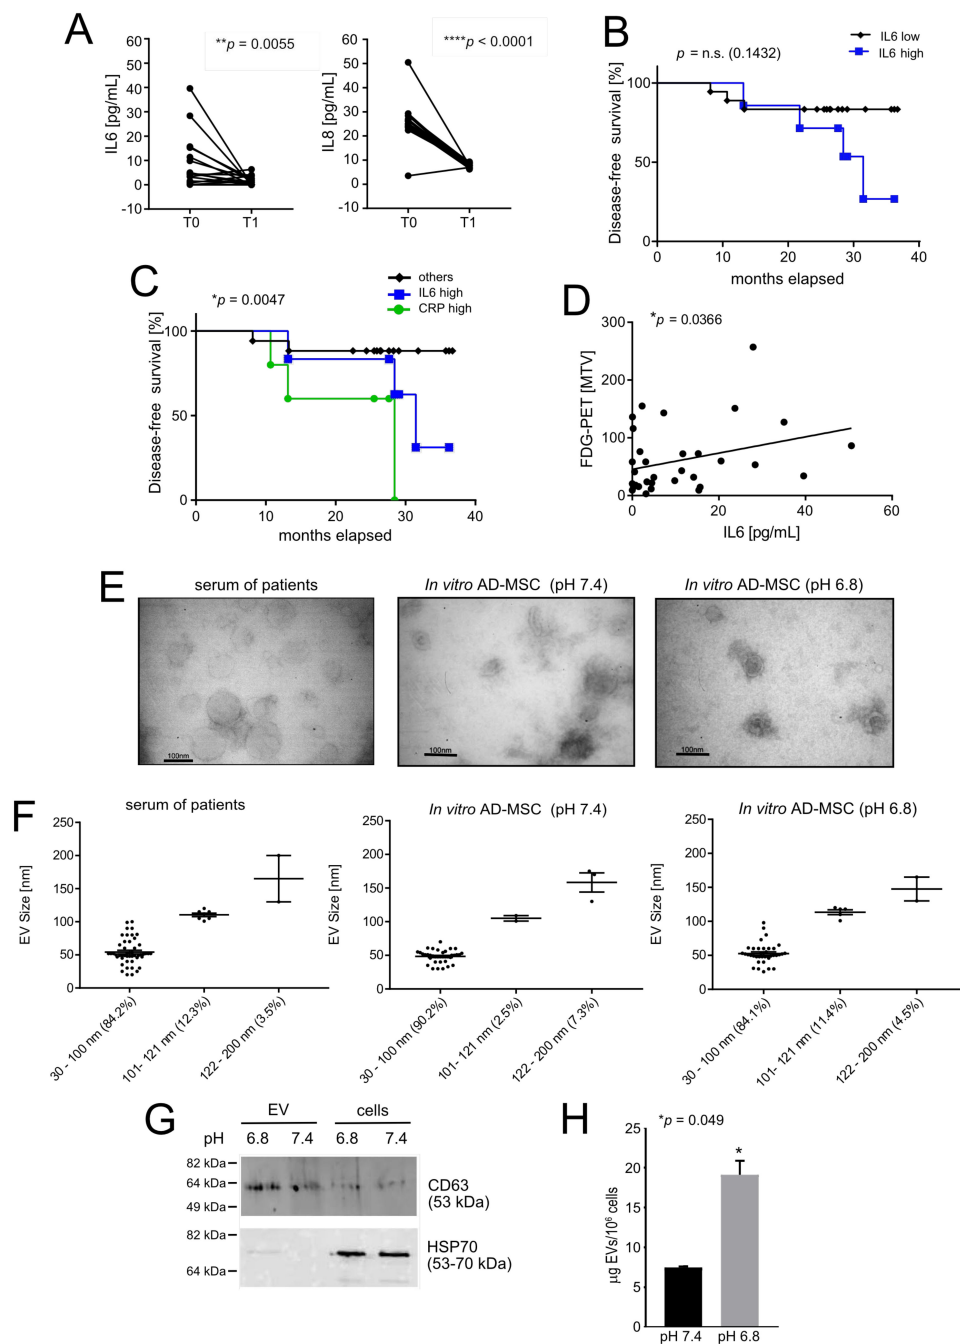 A
**p = 0.0055
IL6 [pg/mL]
60
50
40
30
20
10
0
-10
T0
T1
****p < 0.0001
IL8 [pg/mL]
60
50
40
30
20
10
0
-10
T0
T1
B
p = n.s. (0.1432)
IL6 low
IL6 high
Disease-free survival [%]
100
50
0
0
10
20
30
40
months elapsed
C
*p = 0.0047
others
IL6 high
CRP high
Disease-free survival [%]
100
50
0
0
10
20
30
40
months elapsed
D
*p = 0.0366
FDG-PET [MTV]
300
200
100
0
0
20
40
60
IL6 [pg/mL]
E
serum of patients
100nm
In vitro AD-MSC (pH 7.4)
100nm
In vitro AD-MSC (pH 6.8)
100nm
F
serum of patients
EV Size [nm]
250
200
150
100
50
0
30 - 100 nm (84.2%)
101- 121 nm (12.3%)
122 - 200 nm (3.5%)
In vitro AD-MSC (pH 7.4)
EV Size [nm]
250
200
150
100
50
0
30 - 100 nm (90.2%)
101- 121 nm (2.5%)
122 - 200 nm (7.3%)
In vitro AD-MSC (pH 6.8)
EV Size [nm]
250
200
150
100
50
0
30 - 100 nm (84.1%)
101- 121 nm (11.4%)
122 - 200 nm (4.5%)
G
EV
cells
pH
6.8
7.4
6.8
7.4
82 kDa
64 kDa
49 kDa
CD63
(53 kDa)
82 kDa
64 kDa
HSP70
(53-70 kDa)
H
*p = 0.049
*
µg EVs/10⁶ cells
25
20
15
10
5
0
pH 7.4
pH 6.8